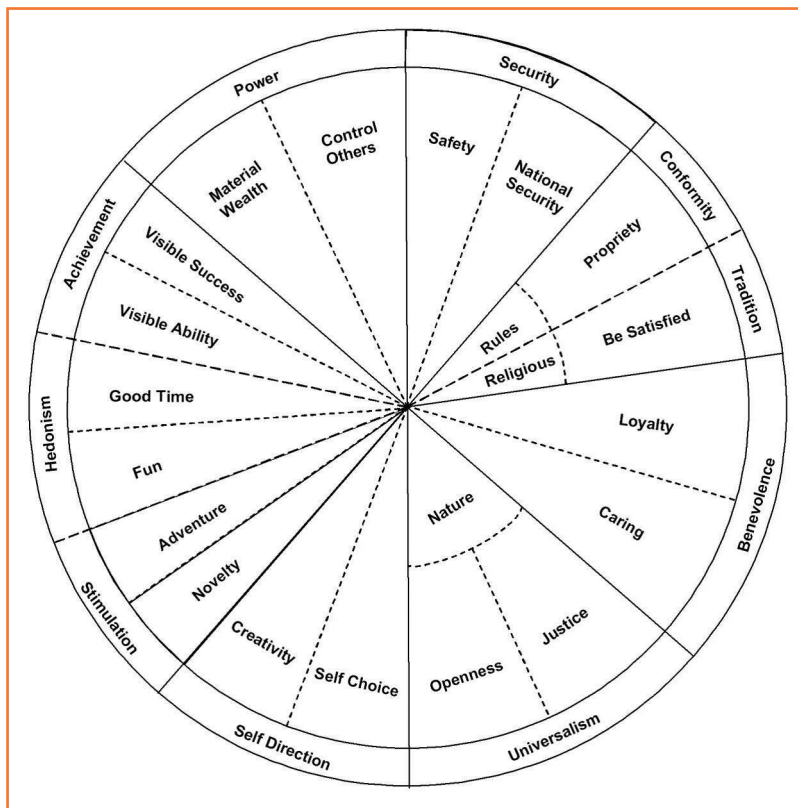 Power
Security
Conformity
Tradition
Benevolence
Universalism
Self Direction
Stimulation
Hedonism
Achievement
Material
Wealth
Control
Others
Safety
National
Security
Propriety
Rules
Be Satisfied
Religious
Loyalty
Caring
Nature
Justice
Openness
Self Choice
Creativity
Novelty
Adventure
Fun
Good Time
Visible Ability
Visible Success